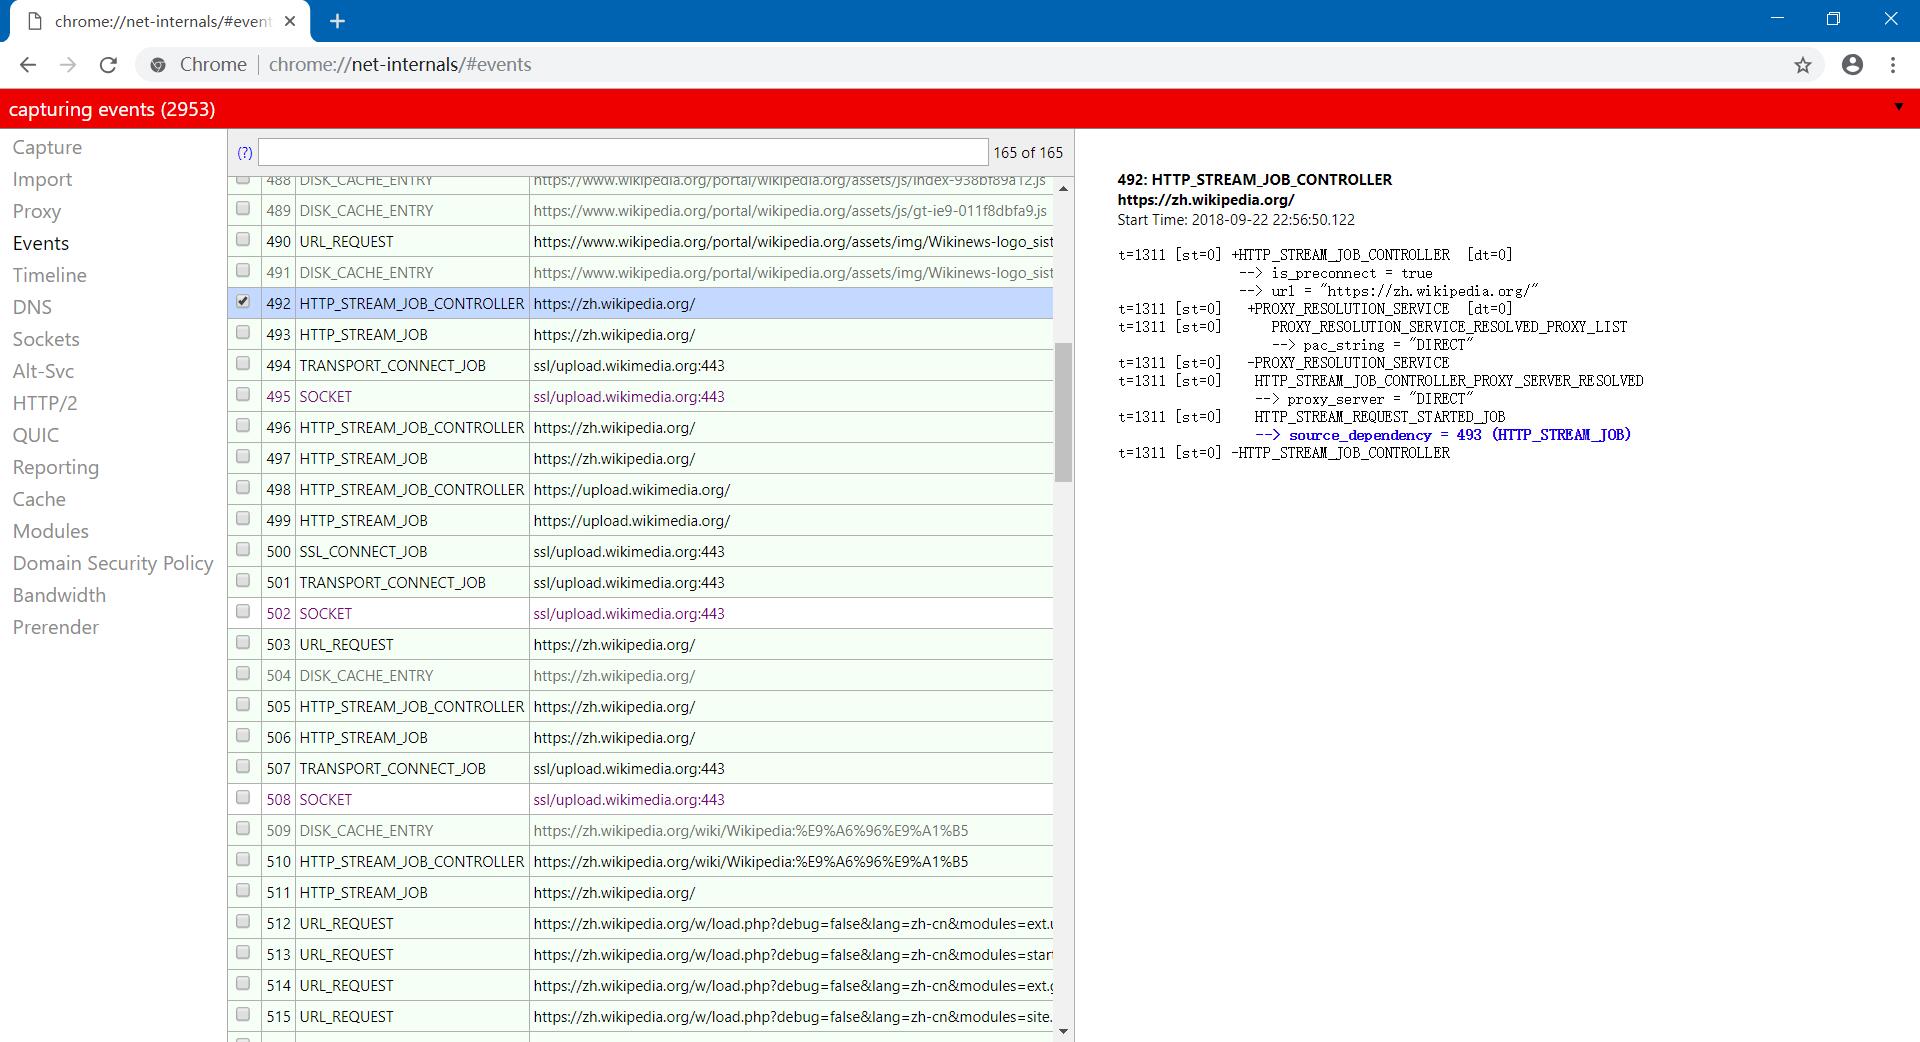 chrome://net-internals/#event
Chrome chrome://net-internals/#events
capturing events (2953)
Capture
Import
Proxy
Events
Timeline
DNS
Sockets
Alt-Svc
HTTP/2
QUIC
Reporting
Cache
Modules
Domain Security Policy
Bandwidth
Prerender
(?) 165 of 165
488 DISK_CACHE_ENTRY https://www.wikipedia.org/portal/wikipedia.org/assets/js/index-938bf89a12.js
489 DISK_CACHE_ENTRY https://www.wikipedia.org/portal/wikipedia.org/assets/js/gt-ie9-011f8dbfa9.js
490 URL_REQUEST https://www.wikipedia.org/portal/wikipedia.org/assets/img/Wikinews-logo_sist
491 DISK_CACHE_ENTRY https://www.wikipedia.org/portal/wikipedia.org/assets/img/Wikinews-logo_sist
492 HTTP_STREAM_JOB_CONTROLLER https://zh.wikipedia.org/
493 HTTP_STREAM_JOB https://zh.wikipedia.org/
494 TRANSPORT_CONNECT_JOB ssl/upload.wikimedia.org:443
495 SOCKET ssl/upload.wikimedia.org:443
496 HTTP_STREAM_JOB_CONTROLLER https://zh.wikipedia.org/
497 HTTP_STREAM_JOB https://zh.wikipedia.org/
498 HTTP_STREAM_JOB_CONTROLLER https://upload.wikimedia.org/
499 HTTP_STREAM_JOB https://upload.wikimedia.org/
500 SSL_CONNECT_JOB ssl/upload.wikimedia.org:443
501 TRANSPORT_CONNECT_JOB ssl/upload.wikimedia.org:443
502 SOCKET ssl/upload.wikimedia.org:443
503 URL_REQUEST https://zh.wikipedia.org/
504 DISK_CACHE_ENTRY https://zh.wikipedia.org/
505 HTTP_STREAM_JOB_CONTROLLER https://zh.wikipedia.org/
506 HTTP_STREAM_JOB https://zh.wikipedia.org/
507 TRANSPORT_CONNECT_JOB ssl/upload.wikimedia.org:443
508 SOCKET ssl/upload.wikimedia.org:443
509 DISK_CACHE_ENTRY https://zh.wikipedia.org/wiki/Wikipedia:%E9%A6%96%E9%A1%B5
510 HTTP_STREAM_JOB_CONTROLLER https://zh.wikipedia.org/wiki/Wikipedia:%E9%A6%96%E9%A1%B5
511 HTTP_STREAM_JOB https://zh.wikipedia.org/
512 URL_REQUEST https://zh.wikipedia.org/w/load.php?debug=false&lang=zh-cn&modules=ext.u
513 URL_REQUEST https://zh.wikipedia.org/w/load.php?debug=false&lang=zh-cn&modules=start
514 URL_REQUEST https://zh.wikipedia.org/w/load.php?debug=false&lang=zh-cn&modules=ext.g
515 URL_REQUEST https://zh.wikipedia.org/w/load.php?debug=false&lang=zh-cn&modules=site.
492: HTTP_STREAM_JOB_CONTROLLER
https://zh.wikipedia.org/
Start Time: 2018-09-22 22:56:50.122
t=1311 [st=0] +HTTP_STREAM_JOB_CONTROLLER [dt=0]
--> is_preconnect = true
--> url = "https://zh.wikipedia.org/"
t=1311 [st=0] +PROXY_RESOLUTION_SERVICE [dt=0]
t=1311 [st=0] PROXY_RESOLUTION_SERVICE_RESOLVED_PROXY_LIST
--> pac_string = "DIRECT"
t=1311 [st=0] -PROXY_RESOLUTION_SERVICE
t=1311 [st=0] HTTP_STREAM_JOB_CONTROLLER_PROXY_SERVER_RESOLVED
--> proxy_server = "DIRECT"
t=1311 [st=0] HTTP_STREAM_REQUEST_STARTED_JOB
--> source_dependency = 493 (HTTP_STREAM_JOB)
t=1311 [st=0] -HTTP_STREAM_JOB_CONTROLLER